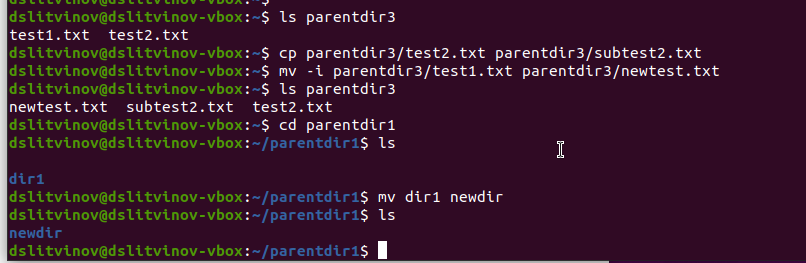 dslitvinov@dslitvinov-vbox:~$
dslitvinov@dslitvinov-vbox:~$ ls parentdir3
test1.txt  test2.txt
dslitvinov@dslitvinov-vbox:~$ cp parentdir3/test2.txt parentdir3/subtest2.txt
dslitvinov@dslitvinov-vbox:~$ mv -i parentdir3/test1.txt parentdir3/newtest.txt
dslitvinov@dslitvinov-vbox:~$ ls parentdir3
newtest.txt  subtest2.txt  test2.txt
dslitvinov@dslitvinov-vbox:~$ cd parentdir1
dslitvinov@dslitvinov-vbox:~/parentdir1$ ls
dir1
dslitvinov@dslitvinov-vbox:~/parentdir1$ mv dir1 newdir
dslitvinov@dslitvinov-vbox:~/parentdir1$ ls
newdir
dslitvinov@dslitvinov-vbox:~/parentdir1$